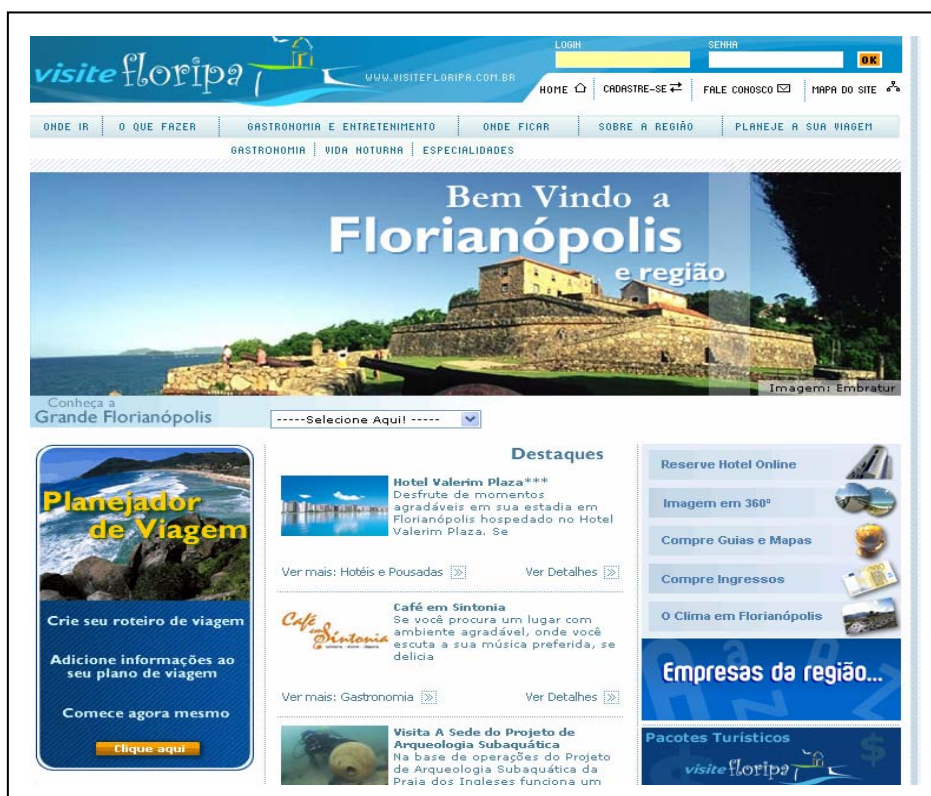 LOGIN
SENHA
OK
visite floripa
WWW.VISITEFLORIPA.COM.BR
HOME
CADASTRE-SE
FALE CONOSCO
MAPA DO SITE
ONDE IR
O QUE FAZER
GASTRONOMIA E ENTRETENIMENTO
ONDE FICAR
SOBRE A REGIÃO
PLANEJE A SUA VIAGEM
GASTRONOMIA
VIDA NOTURNA
ESPECIALIDADES
Bem Vindo a
Florianópolis
e região
Imagem: Embratur
Conheça a
Grande Florianópolis
-----Selecione Aqui! -----
Planejador
de Viagem
Crie seu roteiro de viagem
Adicione informações ao
seu plano de viagem
Comece agora mesmo
Clique aqui
Destaques
Hotel Valerim Plaza***
Desfrute de momentos
agradáveis em sua estadia em
Florianópolis hospedado no Hotel
Valerim Plaza. Se
Ver mais: Hotéis e Pousadas
Ver Detalhes
Café em Sintonia
Café em Sintonia
Se você procura um lugar com
ambiente agradável, onde você
escuta a sua música preferida, se
delicia
Ver mais: Gastronomia
Ver Detalhes
Visita A Sede do Projeto de
Arqueologia Subaquática
Na base de operações do Projeto
de Arqueologia Subaquática da
Praia dos Ingleses funciona um
Reserve Hotel Online
Imagem em 360º
Compre Guias e Mapas
Compre Ingressos
O Clima em Florianópolis
Empresas da região...
Pacotes Turísticos
visite floripa